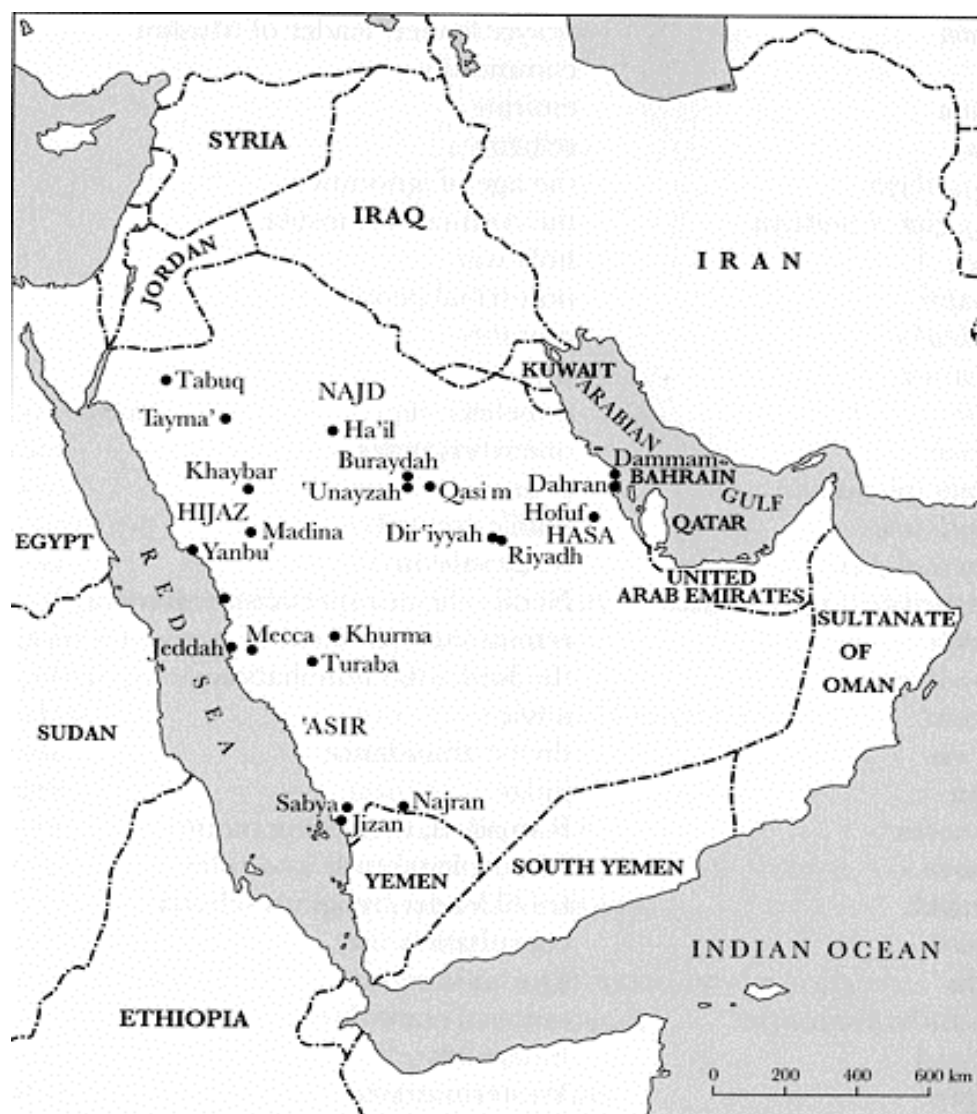 SYRIA
IRAQ
I R A N
JORDAN
KUWAIT
ARABIAN
GULF
Tabuq
NAJD
Tayma'
Ha'il
Buraydah
Khaybar
'Unayzah
Qasim
Dammam
BAHRAIN
Dahran
Hofuf
HASA
QATAR
HIJAZ
Madina
Dir'iyyah
Riyadh
EGYPT
Yanbu'
UNITED
ARAB EMIRATES
RED SEA
SULTANATE
OF
OMAN
Mecca
Khurma
Jeddah
Turaba
'ASIR
SUDAN
Sabya
Najran
Jizan
YEMEN
SOUTH YEMEN
INDIAN OCEAN
ETHIOPIA
0 200 400 600 km